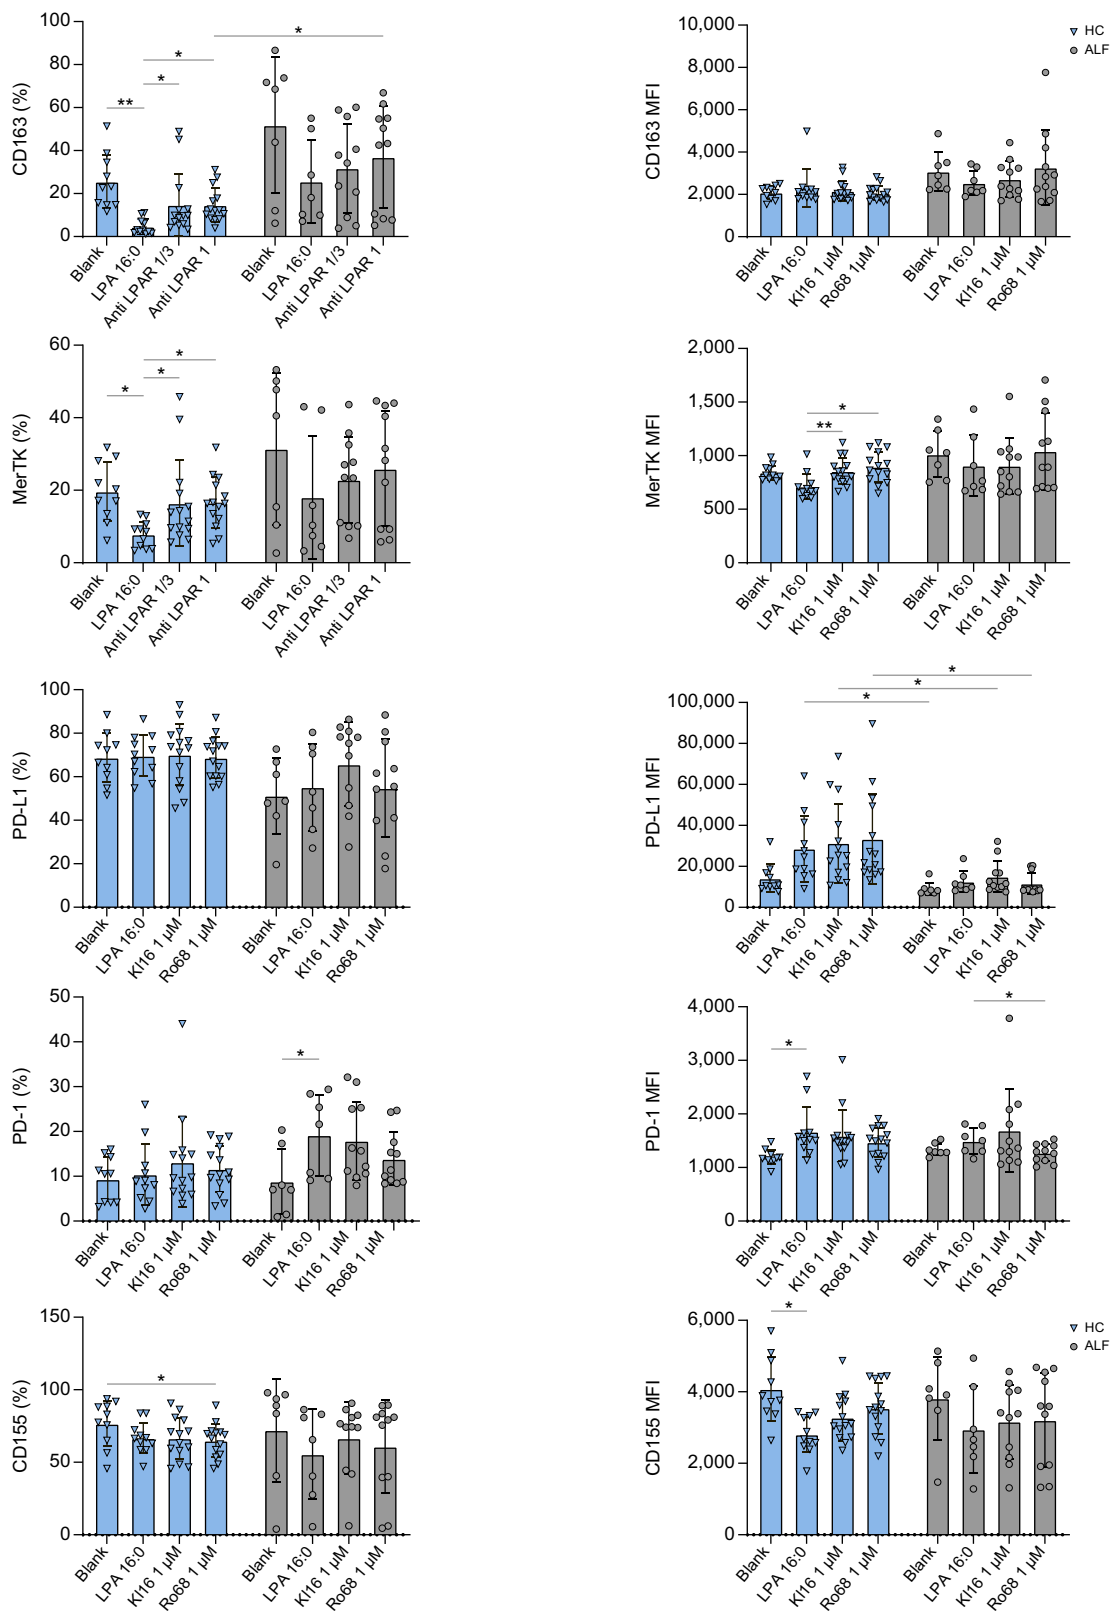 100
80
60
40
20
0
CD163 (%)
**
*
*
*
Blank
LPA 16:0
Anti LPAR 1/3
Anti LPAR 1
Blank
LPA 16:0
Anti LPAR 1/3
Anti LPAR 1
10,000
8,000
6,000
4,000
2,000
0
CD163 MFI
HC
ALF
Blank
LPA 16:0
KI16 1 µM
Ro68 1µM
Blank
LPA 16:0
KI16 1 µM
Ro68 1 µM
60
40
20
0
MerTK (%)
*
*
*
Blank
LPA 16:0
Anti LPAR 1/3
Anti LPAR 1
Blank
LPA 16:0
Anti LPAR 1/3
Anti LPAR 1
2,000
1,500
1,000
500
0
MerTK MFI
*
**
Blank
LPA 16:0
KI16 1 µM
Ro68 1 µM
Blank
LPA 16:0
KI16 1 µM
Ro68 1 µM
100
80
60
40
20
0
PD-L1 (%)
Blank
LPA 16:0
KI16 1 µM
Ro68 1 µM
Blank
LPA 16:0
KI16 1 µM
Ro68 1 µM
100,000
80,000
60,000
40,000
20,000
0
PD-L1 MFI
*
*
*
Blank
LPA 16:0
KI16 1 µM
Ro68 1 µM
Blank
LPA 16:0
KI16 1 µM
Ro68 1 µM
50
40
30
20
10
0
PD-1 (%)
*
Blank
LPA 16:0
KI16 1 µM
Ro68 1 µM
Blank
LPA 16:0
KI16 1 µM
Ro68 1 µM
4,000
3,000
2,000
1,000
0
PD-1 MFI
*
*
Blank
LPA 16:0
KI16 1 µM
Ro68 1 µM
Blank
LPA 16:0
KI16 1 µM
Ro68 1 µM
150
100
50
0
CD155 (%)
*
Blank
LPA 16:0
KI16 1 µM
Ro68 1 µM
Blank
LPA 16:0
KI16 1 µM
Ro68 1 µM
6,000
4,000
2,000
0
CD155 MFI
*
HC
ALF
Blank
LPA 16:0
KI16 1 µM
Ro68 1 µM
Blank
LPA 16:0
KI16 1 µM
Ro68 1 µM